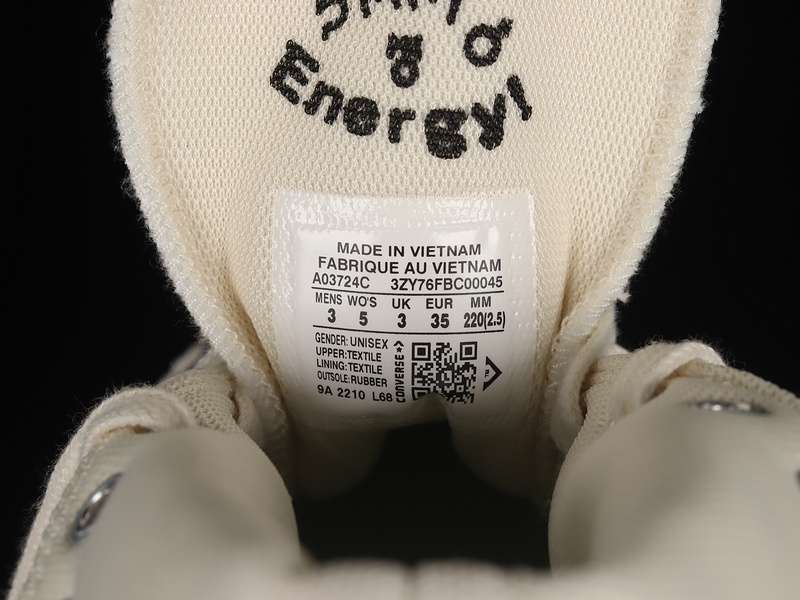 Energy!
MADE IN VIETNAM
FABRIQUE AU VIETNAM
A03724C 3ZY76FBC00045
MENS WO'S UK EUR MM
3 5 3 35 220(2.5)
GENDER: UNISEX
UPPER: TEXTILE
LINING: TEXTILE
OUTSOLE: RUBBER
9A 2210 L68
CONVERSE